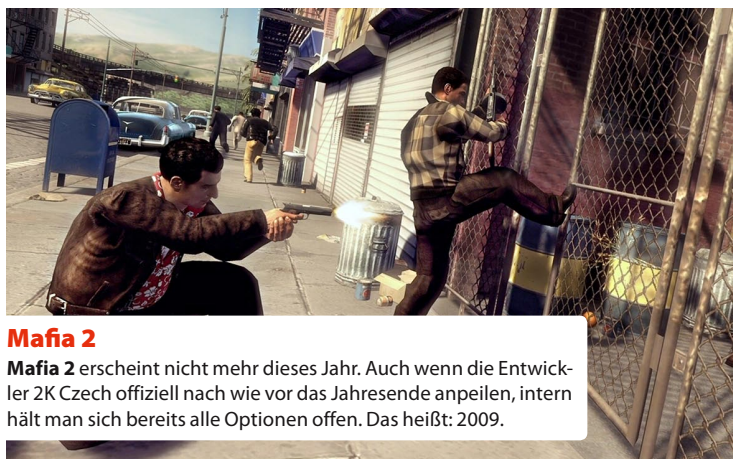 Mafia 2
Mafia 2 erscheint nicht mehr dieses Jahr. Auch wenn die Entwick-
ler 2K Czech offiziell nach wie vor das Jahresende anpeilen, intern
hält man sich bereits alle Optionen offen. Das heißt: 2009.